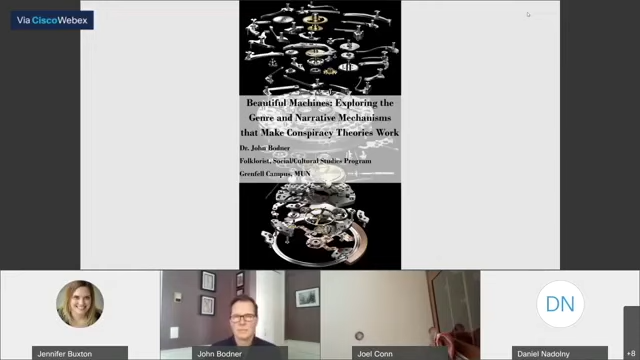 Via CiscoWebex
Beautiful Machines: Exploring the
Genre and Narrative Mechanisms
that Make Conspiracy Theories Work
Dr. John Bodner
Folklorist, Social/Cultural Studies Program
Grenfell Campus, MUN
DN
Jennifer Buxton
John Bodner
Joel Conn
Daniel Nadolny
+8